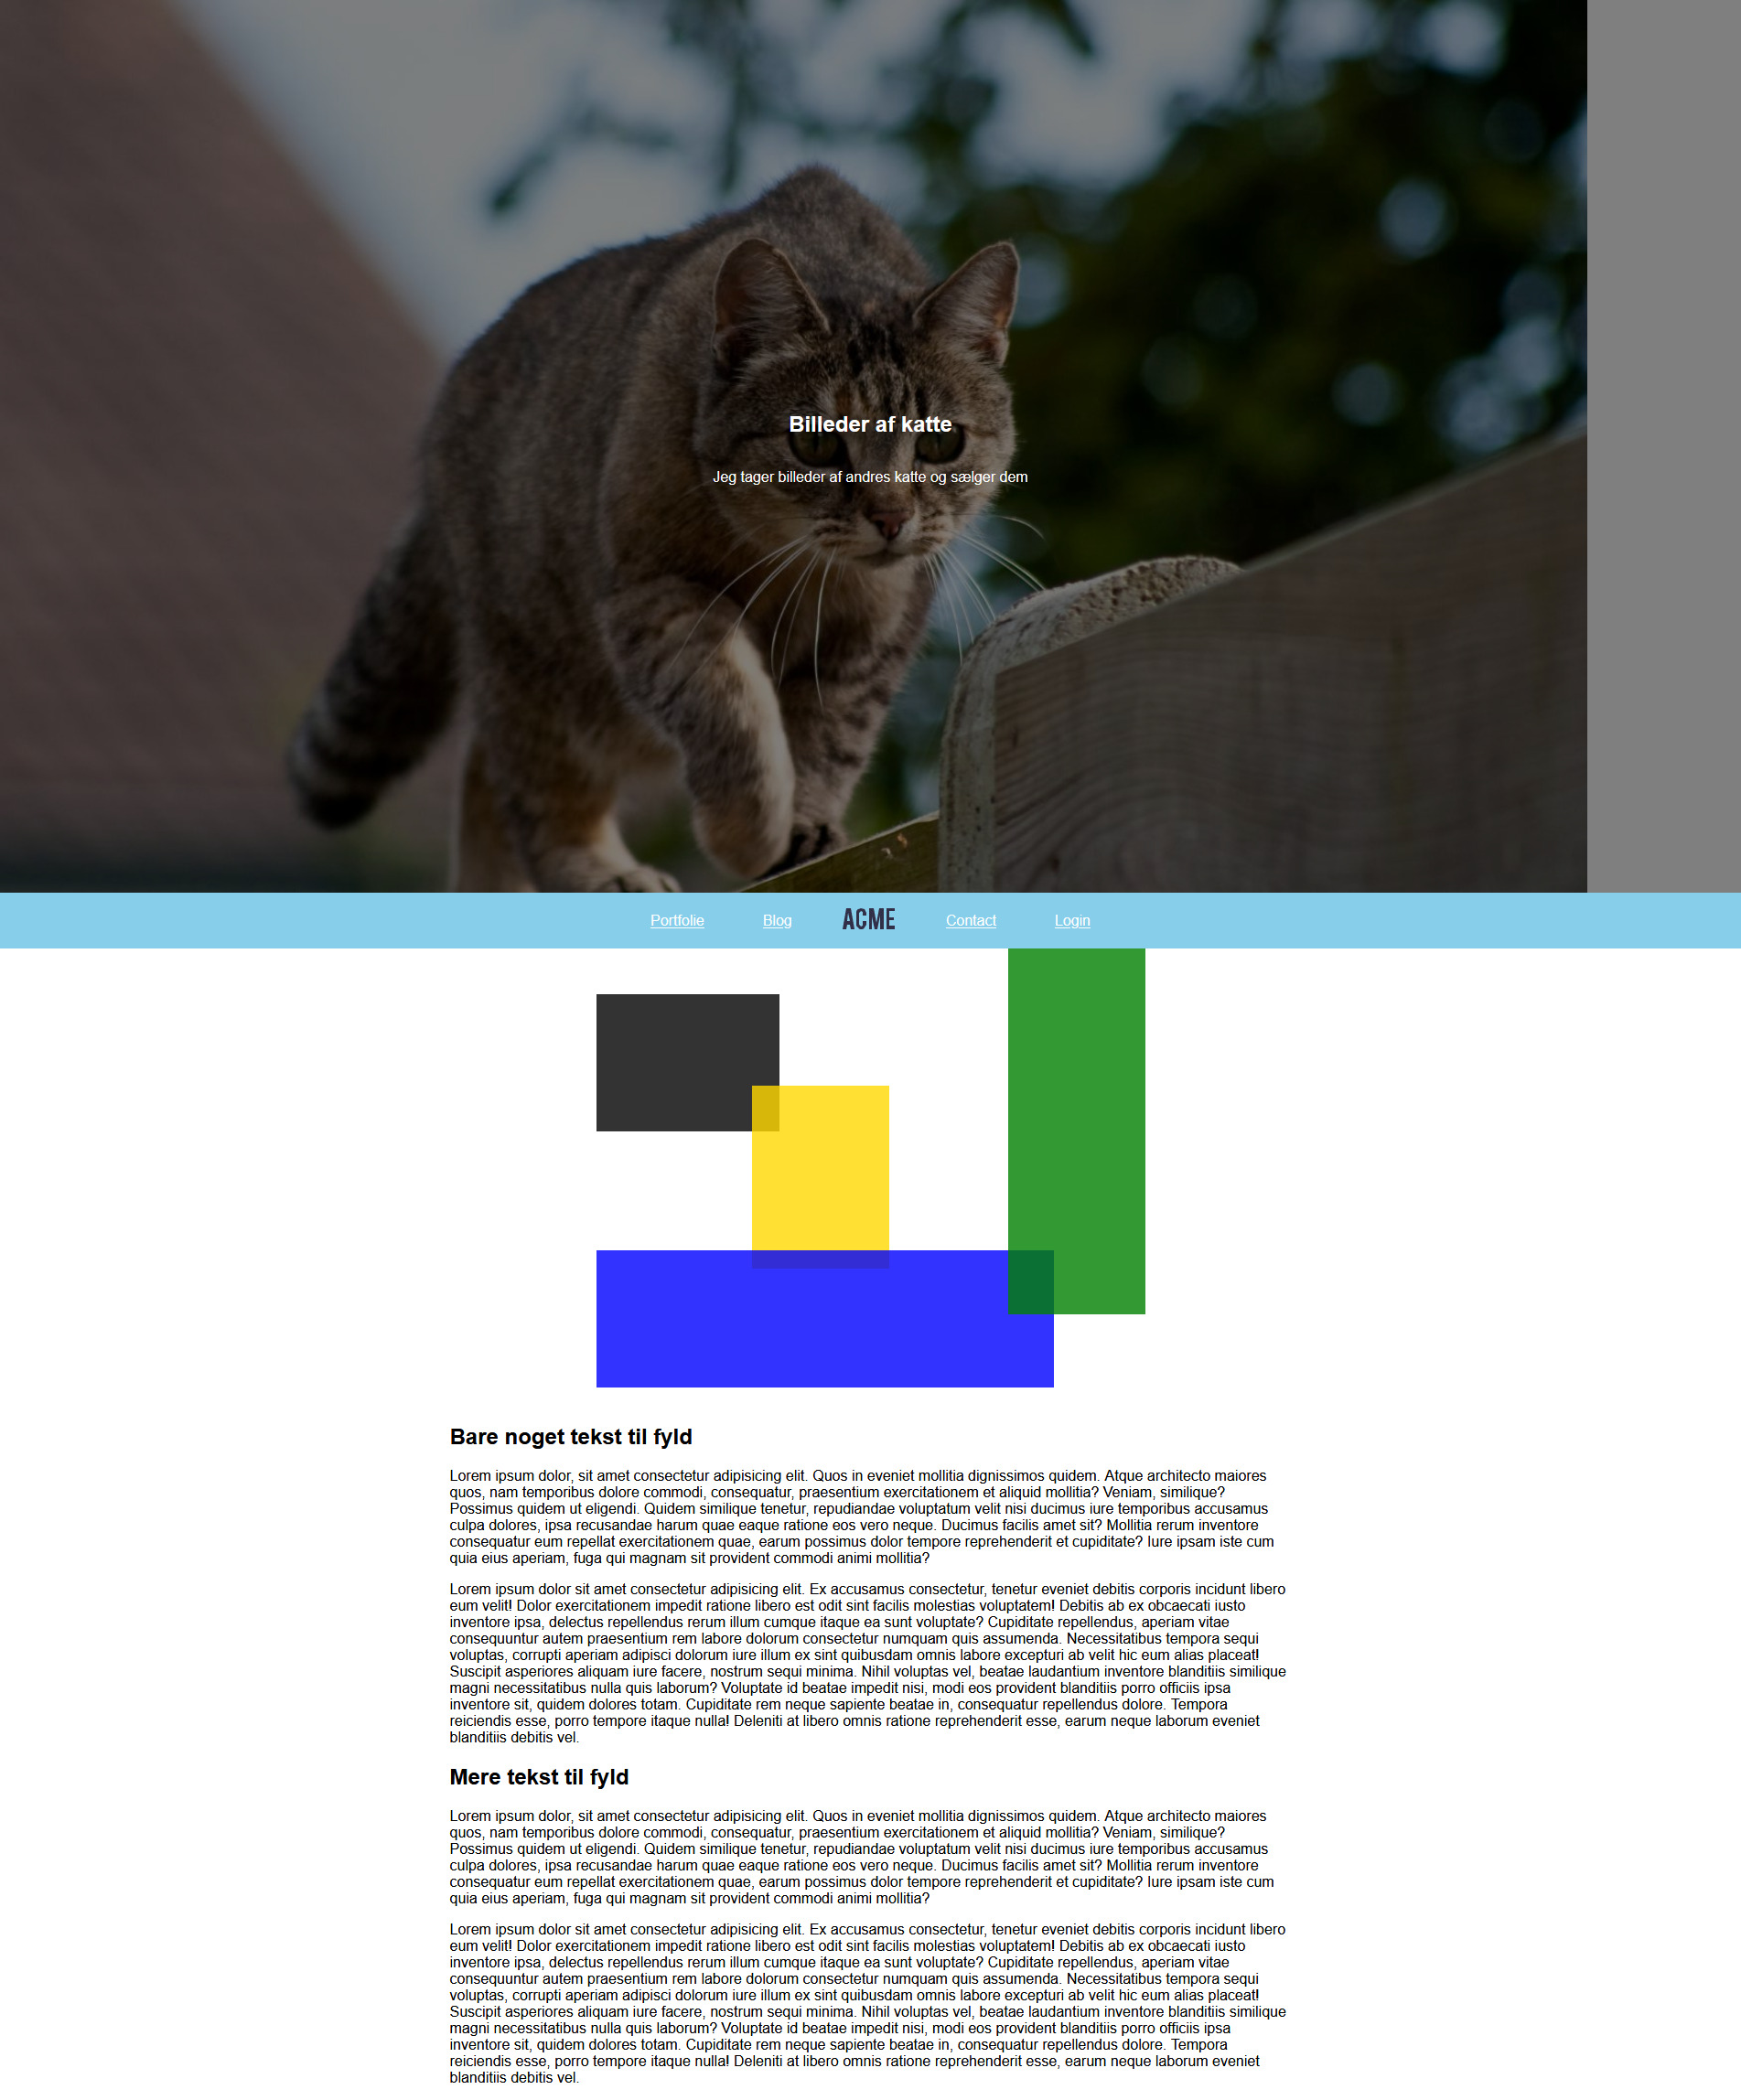 Billeder af katte
Jeg tager billeder af andres katte og sælger dem
Portfolie Blog ACME Contact Login
Bare noget tekst til fyld
Lorem ipsum dolor, sit amet consectetur adipisicing elit. Quos in eveniet mollitia dignissimos quidem. Atque architecto maiores
quos, nam temporibus dolore commodi, consequatur, praesentium exercitationem et aliquid mollitia? Veniam, similique?
Possimus quidem ut eligendi. Quidem similique tenetur, repudiandae voluptatum velit nisi ducimus iure temporibus accusamus
culpa dolores, ipsa recusandae harum quae eaque ratione eos vero neque. Ducimus facilis amet sit? Mollitia rerum inventore
consequatur eum repellat exercitationem quae, earum possimus dolor tempore reprehenderit et cupiditate? Iure ipsam iste cum
quia eius aperiam, fuga qui magnam sit provident commodi animi mollitia?
Lorem ipsum dolor sit amet consectetur adipisicing elit. Ex accusamus consectetur, tenetur eveniet debitis corporis incidunt libero
eum velit! Dolor exercitationem impedit ratione libero est odit sint facilis molestias voluptatem! Debitis ab ex obcaecati iusto
inventore ipsa, delectus repellendus rerum illum cumque itaque ea sunt voluptate? Cupiditate repellendus, aperiam vitae
consequuntur autem praesentium rem labore dolorum consectetur numquam quis assumenda. Necessitatibus tempora sequi
voluptas, corrupti aperiam adipisci dolorum iure illum ex sint quibusdam omnis labore excepturi ab velit hic eum alias placeat!
Suscipit asperiores aliquam iure facere, nostrum sequi minima. Nihil voluptas vel, beatae laudantium inventore blanditiis similique
magni necessitatibus nulla quis laborum? Voluptate id beatae impedit nisi, modi eos provident blanditiis porro officiis ipsa
inventore sit, quidem dolores totam. Cupiditate rem neque sapiente beatae in, consequatur repellendus dolore. Tempora
reiciendis esse, porro tempore itaque nulla! Deleniti at libero omnis ratione reprehenderit esse, earum neque laborum eveniet
blanditiis debitis vel.
Mere tekst til fyld
Lorem ipsum dolor, sit amet consectetur adipisicing elit. Quos in eveniet mollitia dignissimos quidem. Atque architecto maiores
quos, nam temporibus dolore commodi, consequatur, praesentium exercitationem et aliquid mollitia? Veniam, similique?
Possimus quidem ut eligendi. Quidem similique tenetur, repudiandae voluptatum velit nisi ducimus iure temporibus accusamus
culpa dolores, ipsa recusandae harum quae eaque ratione eos vero neque. Ducimus facilis amet sit? Mollitia rerum inventore
consequatur eum repellat exercitationem quae, earum possimus dolor tempore reprehenderit et cupiditate? Iure ipsam iste cum
quia eius aperiam, fuga qui magnam sit provident commodi animi mollitia?
Lorem ipsum dolor sit amet consectetur adipisicing elit. Ex accusamus consectetur, tenetur eveniet debitis corporis incidunt libero
eum velit! Dolor exercitationem impedit ratione libero est odit sint facilis molestias voluptatem! Debitis ab ex obcaecati iusto
inventore ipsa, delectus repellendus rerum illum cumque itaque ea sunt voluptate? Cupiditate repellendus, aperiam vitae
consequuntur autem praesentium rem labore dolorum consectetur numquam quis assumenda. Necessitatibus tempora sequi
voluptas, corrupti aperiam adipisci dolorum iure illum ex sint quibusdam omnis labore excepturi ab velit hic eum alias placeat!
Suscipit asperiores aliquam iure facere, nostrum sequi minima. Nihil voluptas vel, beatae laudantium inventore blanditiis similique
magni necessitatibus nulla quis laborum? Voluptate id beatae impedit nisi, modi eos provident blanditiis porro officiis ipsa
inventore sit, quidem dolores totam. Cupiditate rem neque sapiente beatae in, consequatur repellendus dolore. Tempora
reiciendis esse, porro tempore itaque nulla! Deleniti at libero omnis ratione reprehenderit esse, earum neque laborum eveniet
blanditiis debitis vel.